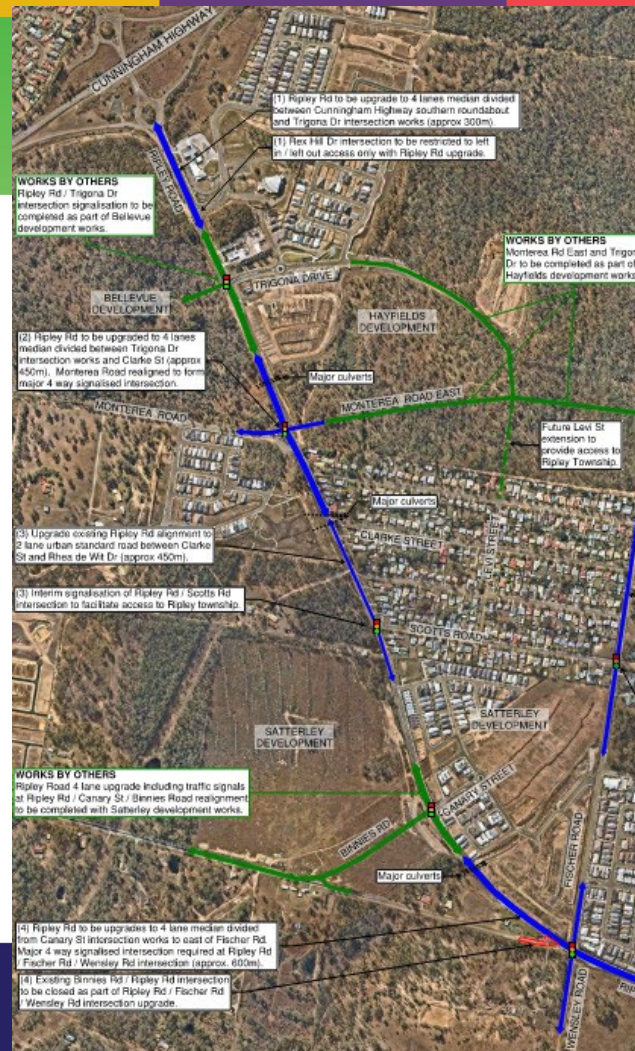 CUNNINGHAM HIGHWAY
(1) Ripley Rd to be upgrade to 4 lanes median divided
between Cunningham Highway southern roundabout
and Trigona Dr intersection works (approx 300m).
(1) Rex Hill Dr intersection to be restricted to left
in / left out access only with Ripley Rd upgrade.
RIPLEY ROAD
WORKS BY OTHERS
Ripley Rd / Trigona Dr
intersection signalisation to be
completed as part of Bellevue
development works.
WORKS BY OTHERS
Monterea Rd East and Trigon
Dr to be completed as part of
Hayfields development works
TRIGONA DRIVE
BELLEVUE
DEVELOPMENT
HAYFIELDS
DEVELOPMENT
(2) Ripley Rd to be upgraded to 4 lanes
median divided between Trigona Dr
intersection works and Clarke St (approx
450m). Monterea Road realigned to form
major 4 way signalised intersection.
Major culverts
MONTEREA ROAD
MONTEREA ROAD EAST
Future Levi St
extension to
provide access to
Ripley Township.
Major culverts
CLARKE STREET
LEVI STREET
(3) Upgrade existing Ripley Rd alignment to
2 lane urban standard road between Clarke
St and Rhea de Wit Dr (approx 450m).
(3) Interim signalisation of Ripley Rd / Scotts Rd
intersection to facilitate access to Ripley township.
SCOTTS ROAD
SATTERLEY
DEVELOPMENT
SATTERLEY
DEVELOPMENT
WORKS BY OTHERS
Ripley Road 4 lane upgrade including traffic signals
at Ripley Rd / Canary St / Binnies Road realignment
to be completed with Satterley development works.
CANARY STREET
BINNIES RD
FISCHER ROAD
Major culverts
(4) Ripley Rd to be upgrades to 4 lane median divided
from Canary St intersection works to east of Fischer Rd.
Major 4 way signalised intersection required at Ripley Rd
/ Fischer Rd / Wensley Rd intersection (approx. 600m).
(4) Existing Binnies Rd / Ripley Rd intersection
to be closed as part of Ripley Rd / Fischer Rd
/ Wensley Rd intersection upgrade.
WENSLEY ROAD
RIP